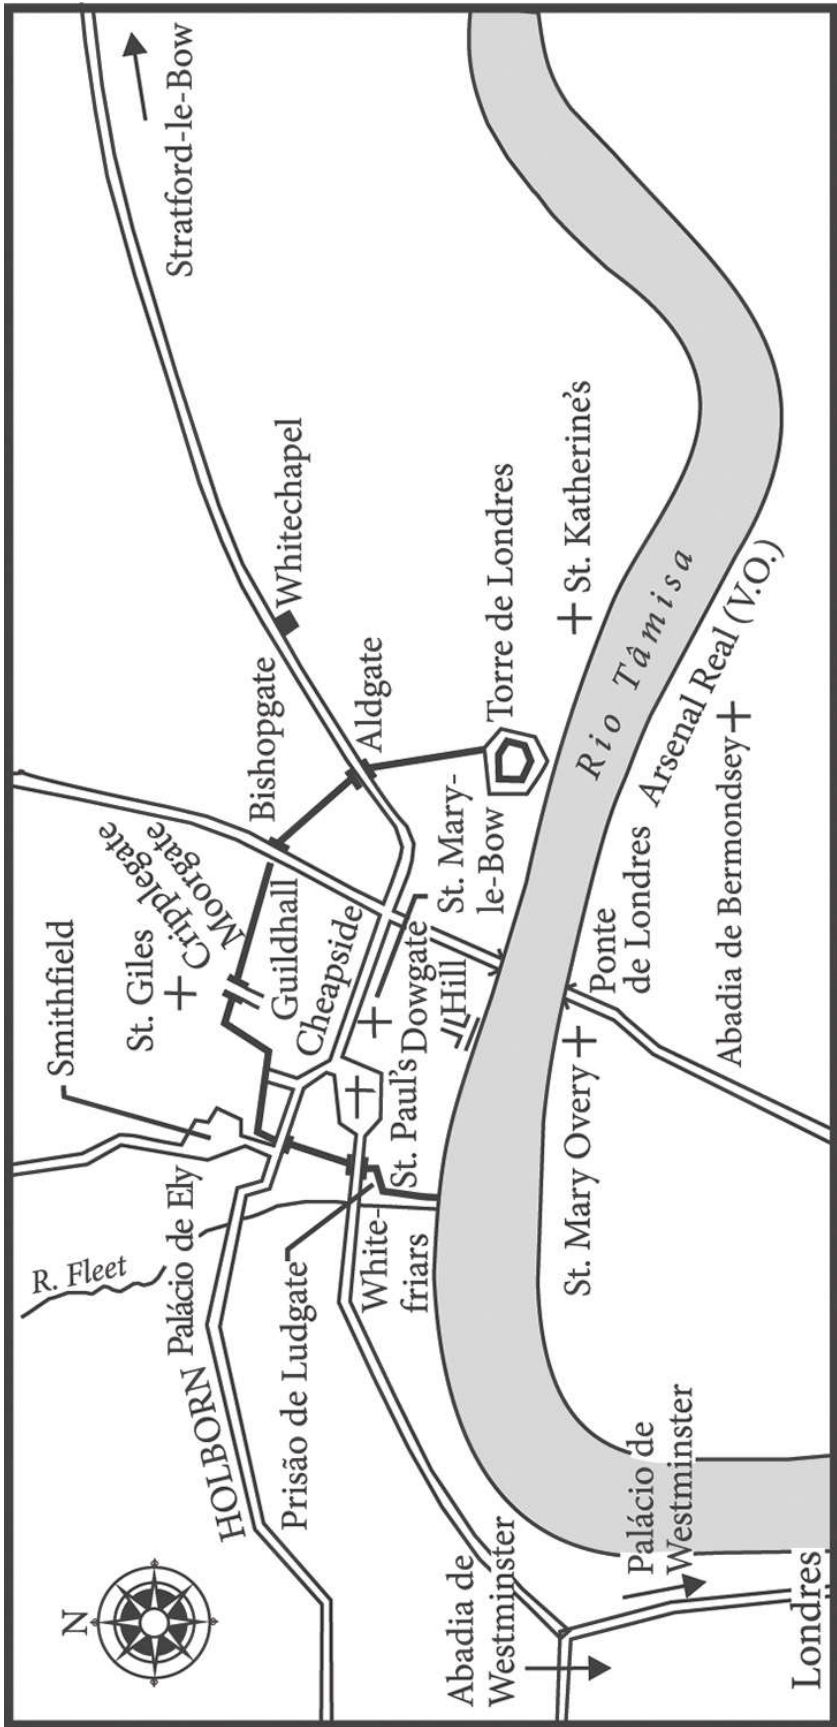 N
R. Fleet
Smithfield
Stratford-le-Bow
St. Giles
Cripplegate
Moorgate
Bishopgate
Whitechapel
HOLBORN
Palácio de Ely
Guildhall
Cheapside
Aldgate
Prisão de Ludgate
White-
friars
St. Paul's
Dowgate
Hill
St. Mary-
le-Bow
Torre de Londres
St. Katherine's
Rio Tâmisa
Abadia de
Westminster
Palácio de
Westminster
St. Mary Overy
Ponte
de Londres
Arsenal Real (V.O.)
Abadia de Bermondsey
Londres